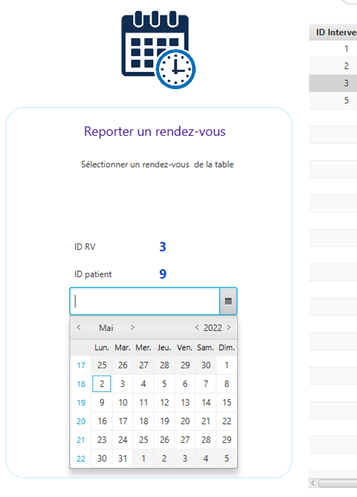 ID Interve
1
2
3
5
Reporter un rendez-vous
Sélectionner un rendez-vous de la table
ID RV 3
ID patient 9
< Mai > < 2022 >
Lun. Mar. Mer. Jeu. Ven. Sam. Dim.
17 25 26 27 28 29 30 1
18 2 3 4 5 6 7 8
19 9 10 11 12 13 14 15
20 16 17 18 19 20 21 22
21 23 24 25 26 27 28 29
22 30 31 1 2 3 4 5